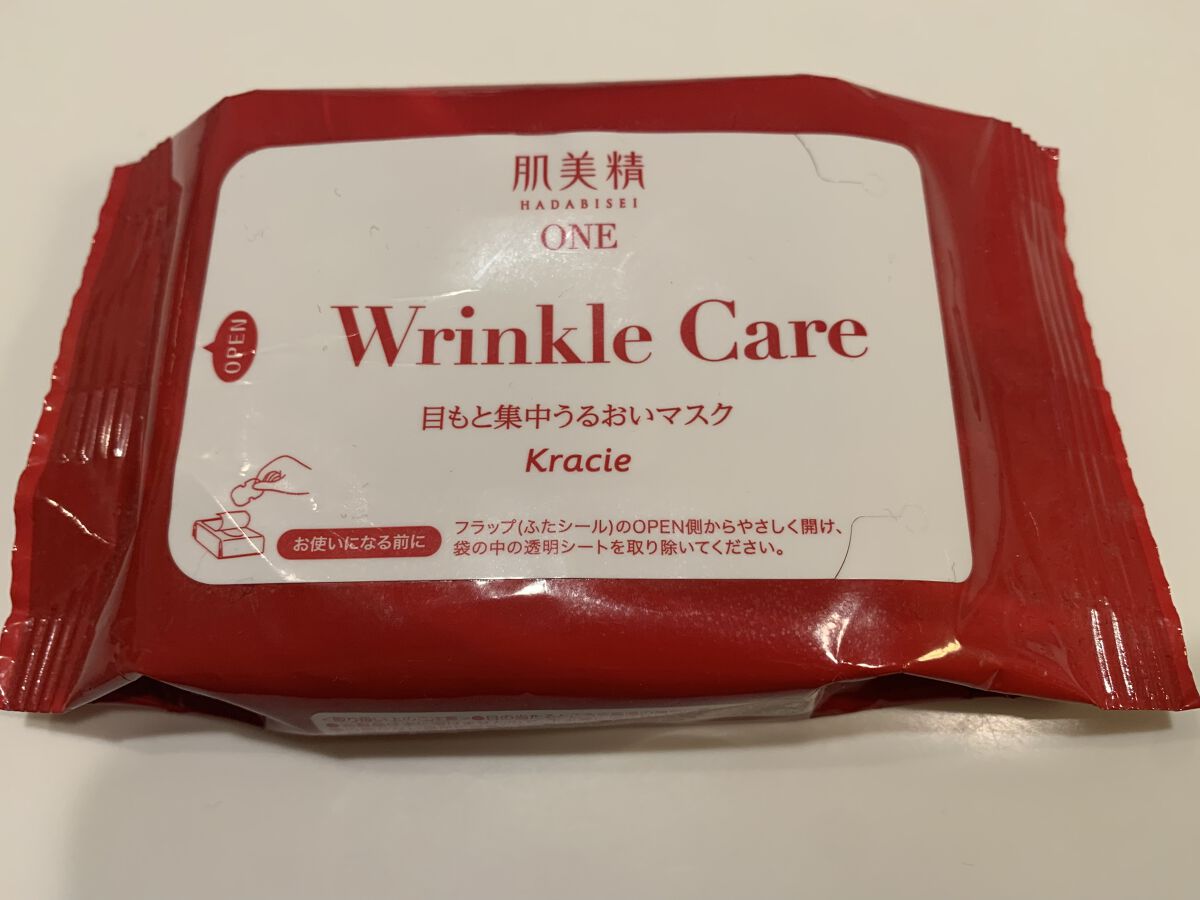 肌美精
HADABISEI
ONE
OPEN
Wrinkle Care
目もと集中うるおいマスク
Kracie
お使いになる前に
フラップ(ふたシール)のOPEN側からやさしく開け、
袋の中の透明シートを取り除いてください。